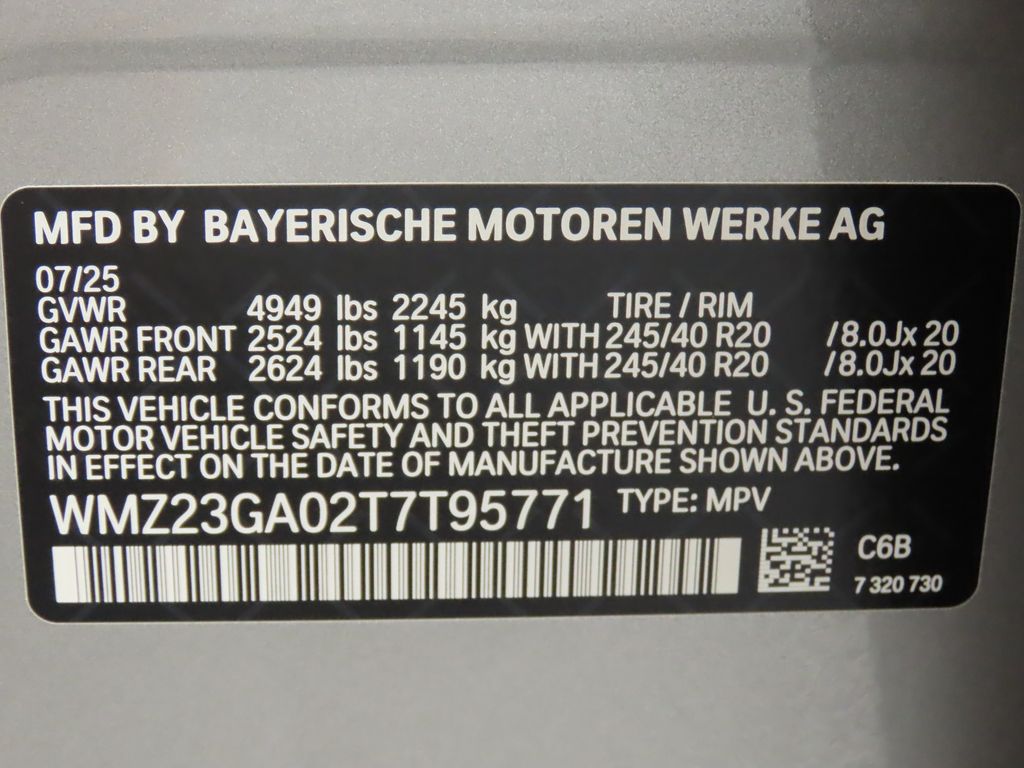 MFD BY BAYERISCHE MOTOREN WERKE AG
07/25
GVWR 4949 lbs 2245 kg TIRE / RIM
GAWR FRONT 2524 lbs 1145 kg WITH 245/40 R20 /8.0Jx 20
GAWR REAR 2624 lbs 1190 kg WITH 245/40 R20 /8.0Jx 20
THIS VEHICLE CONFORMS TO ALL APPLICABLE U. S. FEDERAL
MOTOR VEHICLE SAFETY AND THEFT PREVENTION STANDARDS
IN EFFECT ON THE DATE OF MANUFACTURE SHOWN ABOVE.
WMZ23GA02T7T95771 TYPE: MPV
C6B
7 320 730